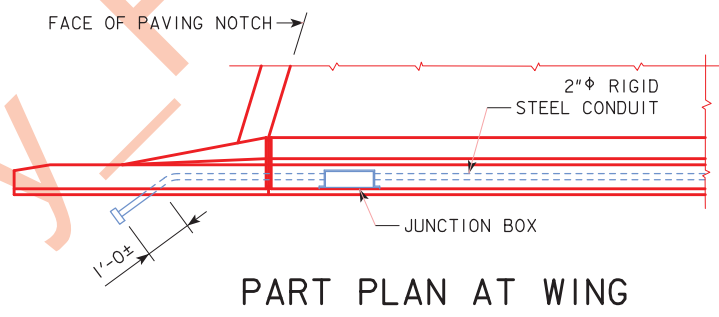 FACE OF PAVING NOTCH
2"ϕ RIGID
STEEL CONDUIT
JUNCTION BOX
1'-0±
PART PLAN AT WING